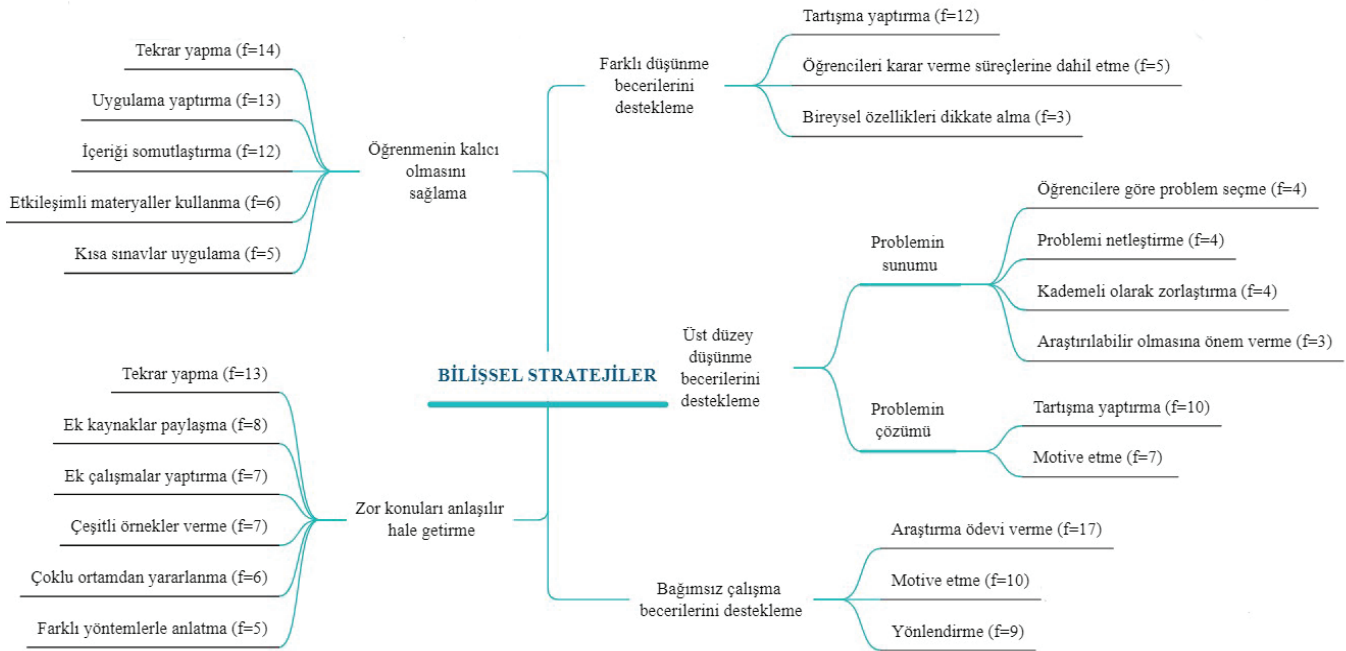 BİLİŞSEL STRATEJİLER
Öğrenmenin kalıcı
olmasını
sağlama
Tekrar yapma (f=14)
Uygulama yaptırma (f=13)
İçeriği somutlaştırma (f=12)
Etkileşimli materyaller kullanma (f=6)
Kısa sınavlar uygulama (f=5)
Zor konuları anlaşılır
hale getirme
Tekrar yapma (f=13)
Ek kaynaklar paylaşma (f=8)
Ek çalışmalar yaptırma (f=7)
Çeşitli örnekler verme (f=7)
Çoklu ortamdan yararlanma (f=6)
Farklı yöntemlerle anlatma (f=5)
Farklı düşünme
becerilerini
destekleme
Tartışma yaptırma (f=12)
Öğrencileri karar verme süreçlerine dahil etme (f=5)
Bireysel özellikleri dikkate alma (f=3)
Üst düzey
düşünme
becerilerini
destekleme
Problemin
sunumu
Öğrencilere göre problem seçme (f=4)
Problemi netleştirme (f=4)
Kademeli olarak zorlaştırma (f=4)
Araştırılabilir olmasına önem verme (f=3)
Problemin
çözümü
Tartışma yaptırma (f=10)
Motive etme (f=7)
Bağımsız çalışma
becerilerini destekleme
Araştırma ödevi verme (f=17)
Motive etme (f=10)
Yönlendirme (f=9)